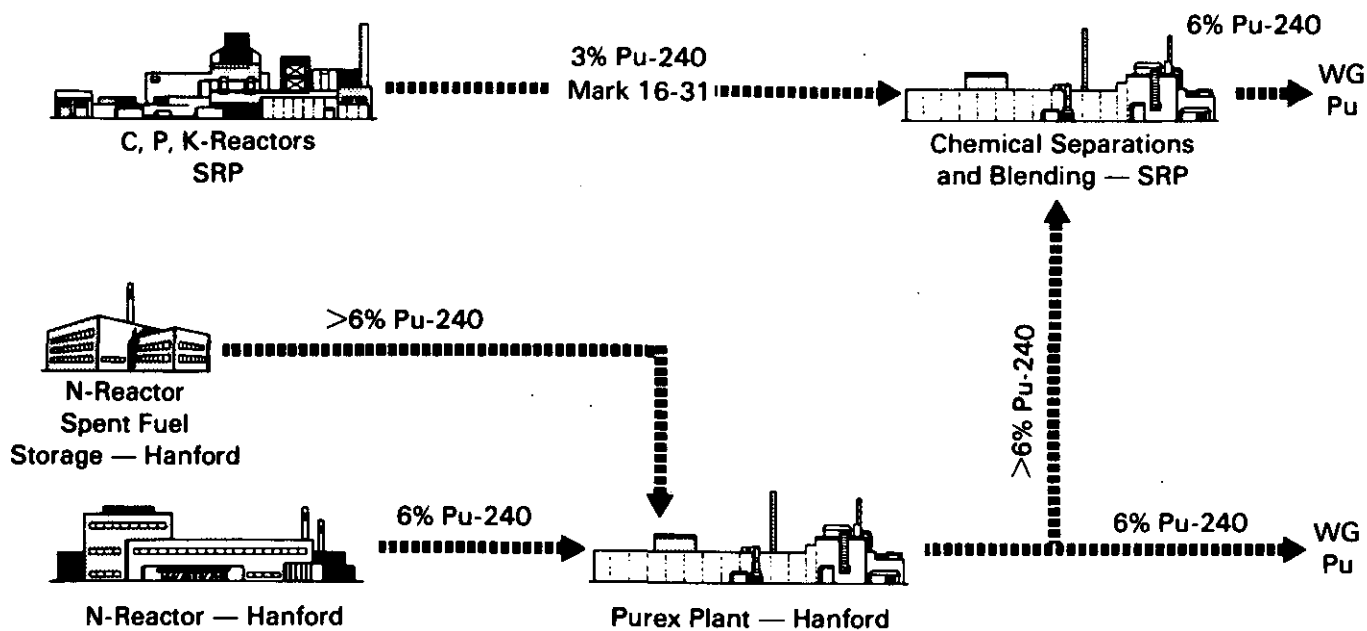 3% Pu-240
Mark 16-31
6% Pu-240
WG
Pu
C, P, K-Reactors
SRP
Chemical Separations
and Blending — SRP
>6% Pu-240
N-Reactor
Spent Fuel
Storage — Hanford
>6% Pu-240
6% Pu-240
6% Pu-240
WG
Pu
N-Reactor — Hanford
Purex Plant — Hanford